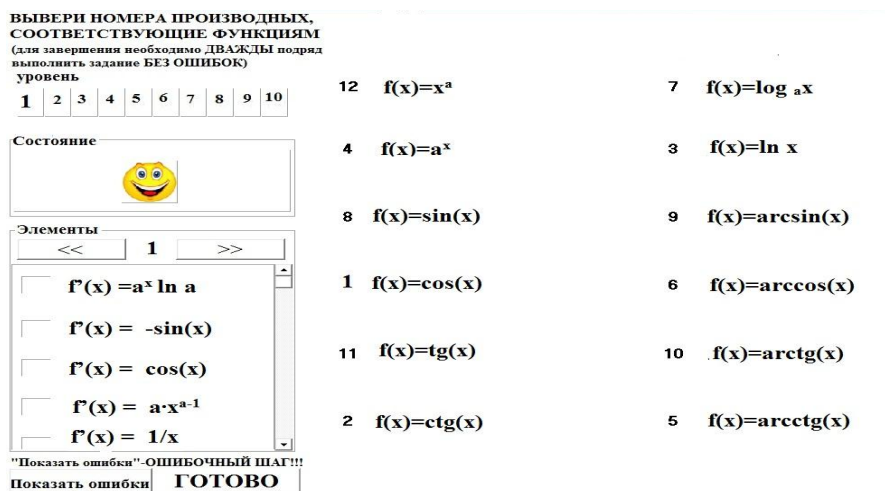 ВЫВЕРИ НОМЕРА ПРОИЗВОДНЫХ,
СООТВЕТСТВУЮЩИЕ ФУНКЦИЯМ
(для завершения необходимо ДВАЖДЫ подряд
выполнить задание БЕЗ ОШИБОК)
уровень
1 2 3 4 5 6 7 8 9 10
Состояние
Элементы
<< 1 >>
f’(x) =aˣ ln a
f’(x) = -sin(x)
f’(x) = cos(x)
f’(x) = a·xᵃ⁻¹
f’(x) = 1/x
"Показать ошибки"-ОШИБОЧНЫЙ ШАГ!!!
Показать ошибки ГОТОВО
12 f(x)=xᵃ
4 f(x)=aˣ
8 f(x)=sin(x)
1 f(x)=cos(x)
11 f(x)=tg(x)
2 f(x)=ctg(x)
7 f(x)=log ₐx
3 f(x)=ln x
9 f(x)=arcsin(x)
6 f(x)=arccos(x)
10 f(x)=arctg(x)
5 f(x)=arcctg(x)